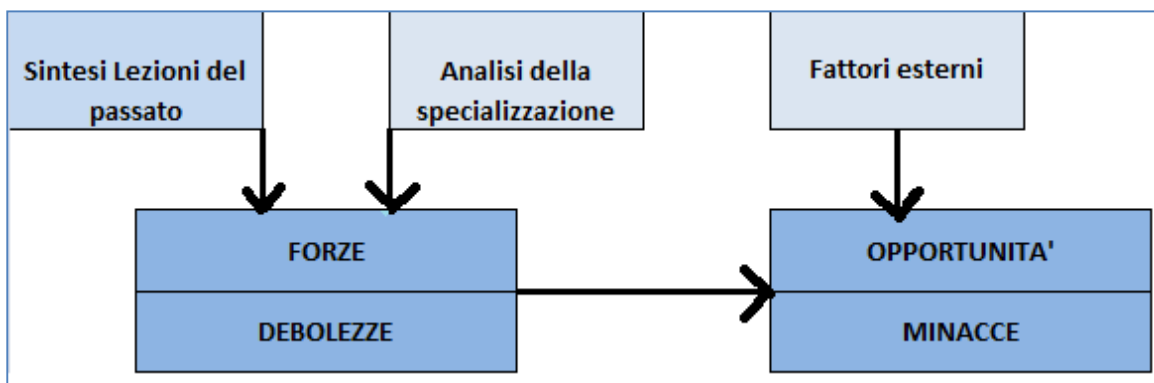 Sintesi Lezioni del
passato
Analisi della
specializzazione
Fattori esterni
FORZE
DEBOLEZZE
OPPORTUNITA'
MINACCE